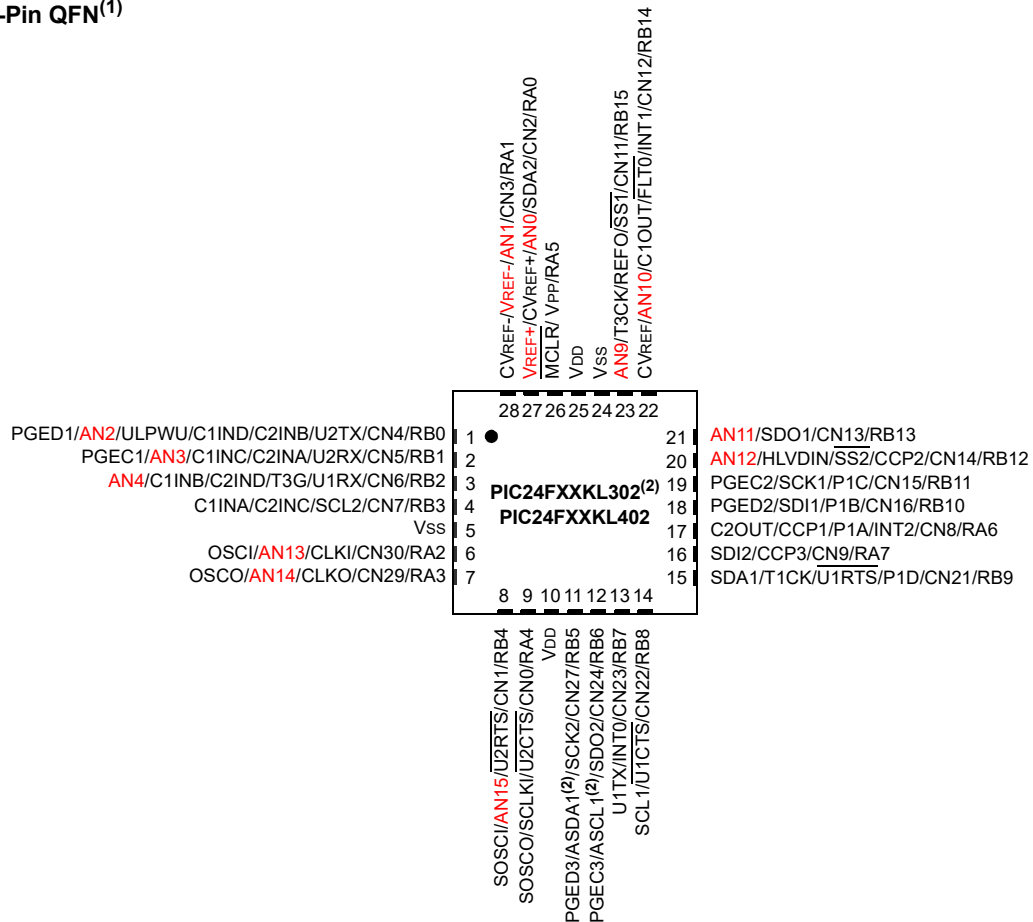 -Pin QFN(1)
CVREF-/VREF-/AN1/CN3/RA1
VREF+/CVREF+/AN0/SDA2/CN2/RA0
MCLR/ VPP/RA5
VDD
VSS
AN9/T3CK/REFO/SS1/CN11/RB15
CVREF/AN10/C1OUT/FLT0/INT1/CN12/RB14
28 27 26 25 24 23 22
PGED1/AN2/ULPWU/C1IND/C2INB/U2TX/CN4/RB0 1
PGEC1/AN3/C1INC/C2INA/U2RX/CN5/RB1 2
AN4/C1INB/C2IND/T3G/U1RX/CN6/RB2 3
C1INA/C2INC/SCL2/CN7/RB3 4
VSS 5
OSCI/AN13/CLKI/CN30/RA2 6
OSCO/AN14/CLKO/CN29/RA3 7
PIC24FXXKL302(2)
PIC24FXXKL402
21 AN11/SDO1/CN13/RB13
20 AN12/HLVDIN/SS2/CCP2/CN14/RB12
19 PGEC2/SCK1/P1C/CN15/RB11
18 PGED2/SDI1/P1B/CN16/RB10
17 C2OUT/CCP1/P1A/INT2/CN8/RA6
16 SDI2/CCP3/CN9/RA7
15 SDA1/T1CK/U1RTS/P1D/CN21/RB9
8 9 10 11 12 13 14
SOSCI/AN15/U2RTS/CN1/RB4
SOSCO/SCLKI/U2CTS/CN0/RA4
VDD
PGED3/ASDA1(2)/SCK2/CN27/RB5
PGEC3/ASCL1(2)/SDO2/CN24/RB6
U1TX/INT0/CN23/RB7
SCL1/U1CTS/CN22/RB8